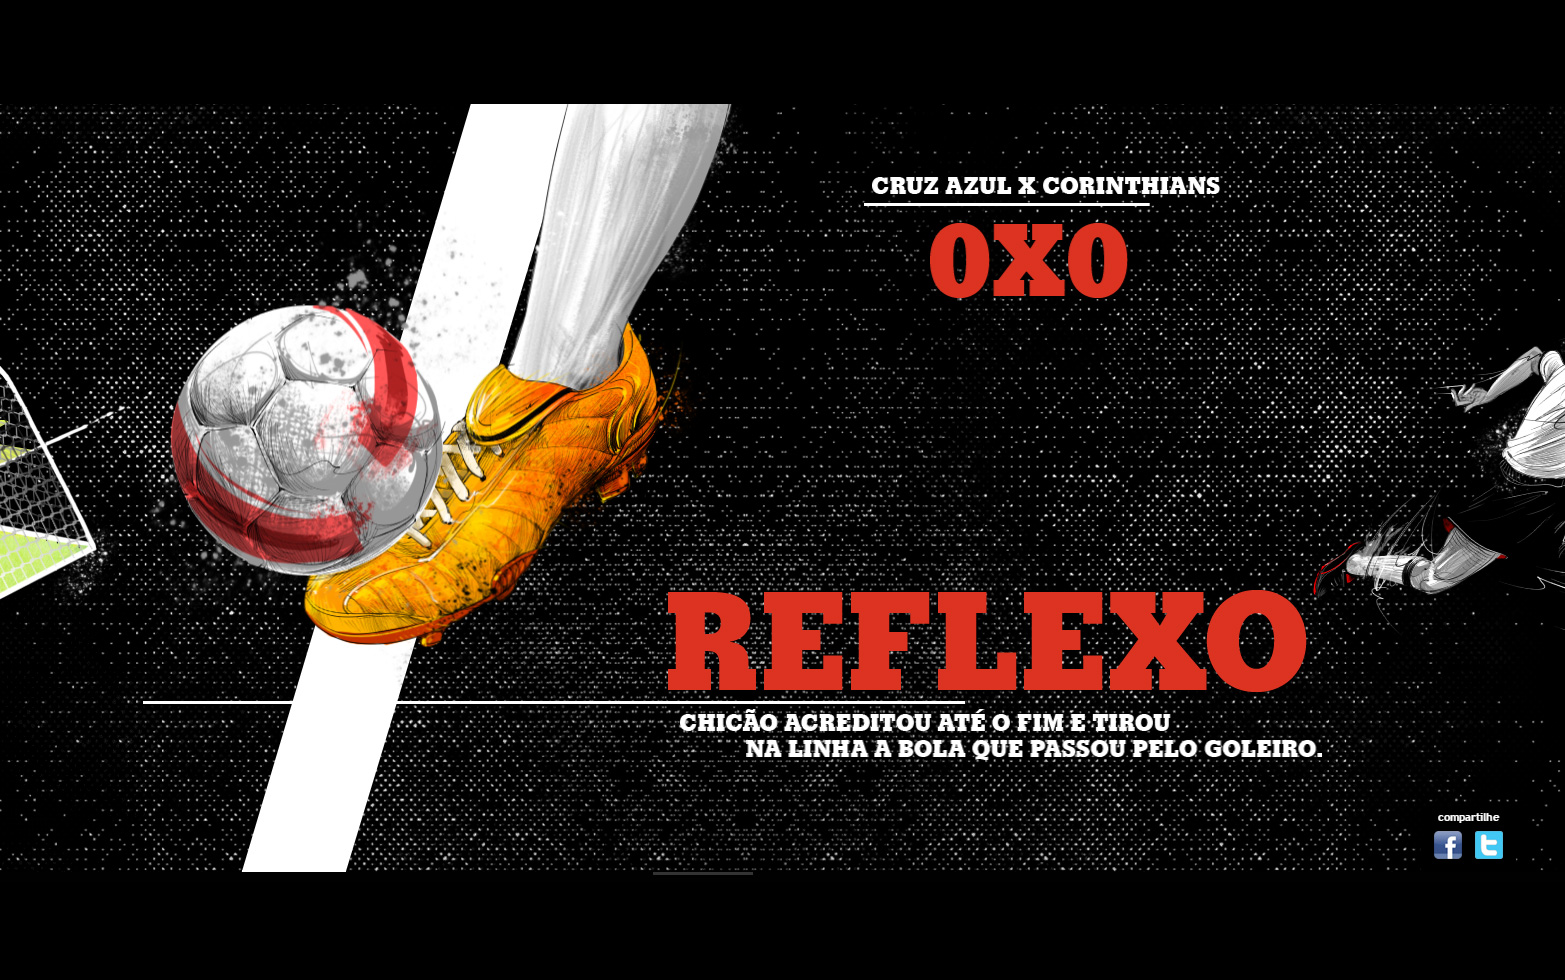 CRUZ AZUL X CORINTHIANS
0X0
REFLEXO
CHICÃO ACREDITOU ATÉ O FIM E TIROU
NA LINHA A BOLA QUE PASSOU PELO GOLEIRO.
compartilhe